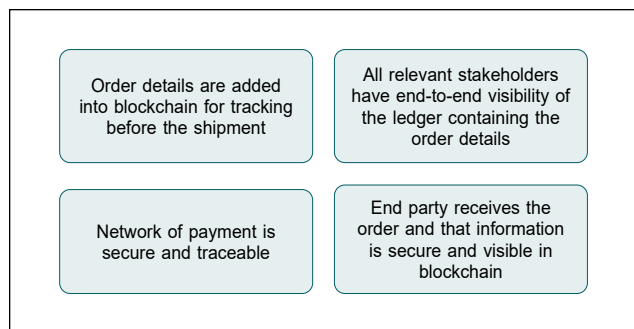 Order details are added
into blockchain for tracking
before the shipment
All relevant stakeholders
have end-to-end visibility of
the ledger containing the
order details
Network of payment is
secure and traceable
End party receives the
order and that information
is secure and visible in
blockchain